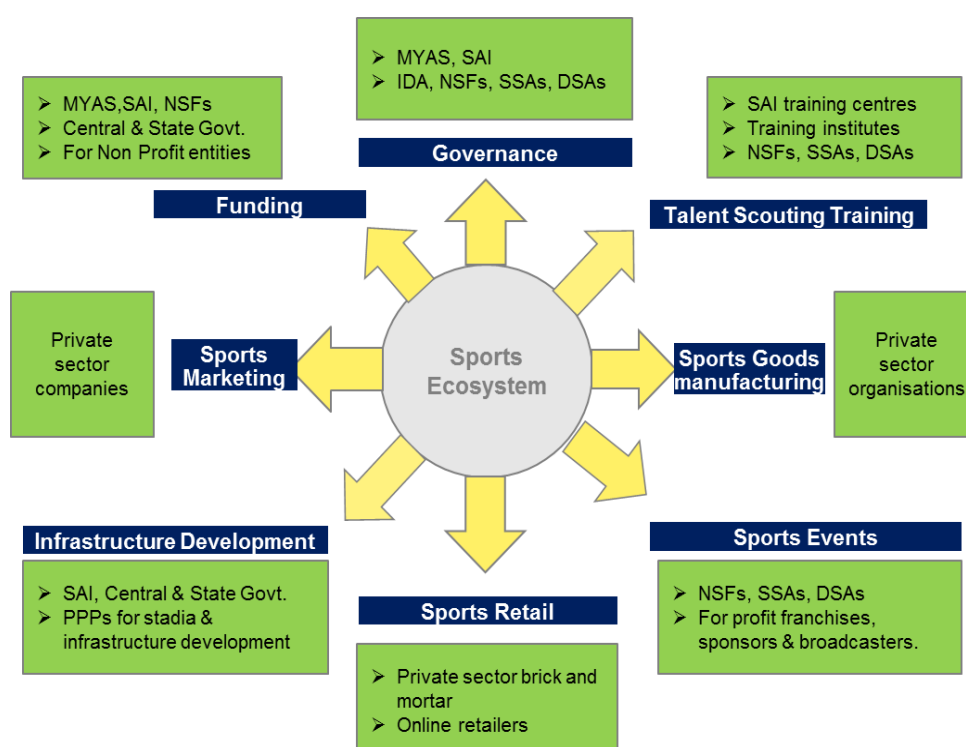 ➢ MYAS, SAI
➢ IDA, NSFs, SSAs, DSAs
Governance
➢ MYAS,SAI, NSFs
➢ Central & State Govt.
➢ For Non Profit entities
Funding
➢ SAI training centres
➢ Training institutes
➢ NSFs, SSAs, DSAs
Talent Scouting Training
Private
sector
companies
Sports
Marketing
Sports
Ecosystem
Sports Goods
manufacturing
Private
sector
organisations
Infrastructure Development
➢ SAI, Central & State Govt.
➢ PPPs for stadia &
infrastructure development
Sports Retail
➢ Private sector brick and
mortar
➢ Online retailers
Sports Events
➢ NSFs, SSAs, DSAs
➢ For profit franchises,
sponsors & broadcasters.